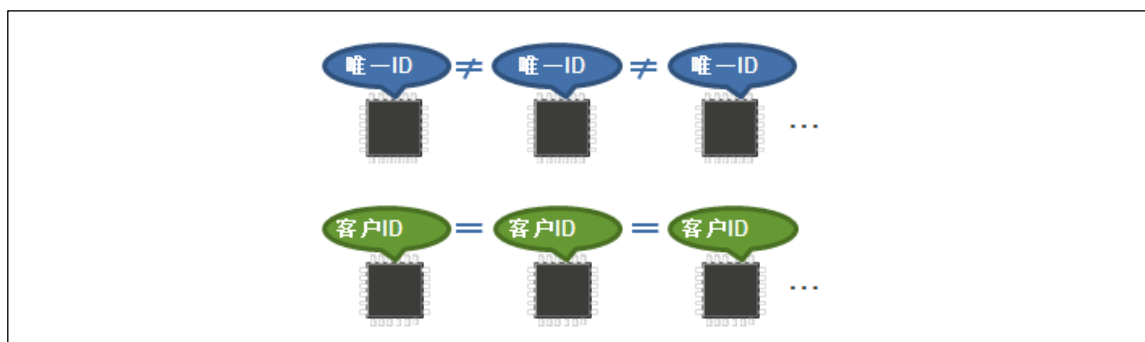 唯一ID ≠ 唯一ID ≠ 唯一ID
...
客户ID = 客户ID = 客户ID
...